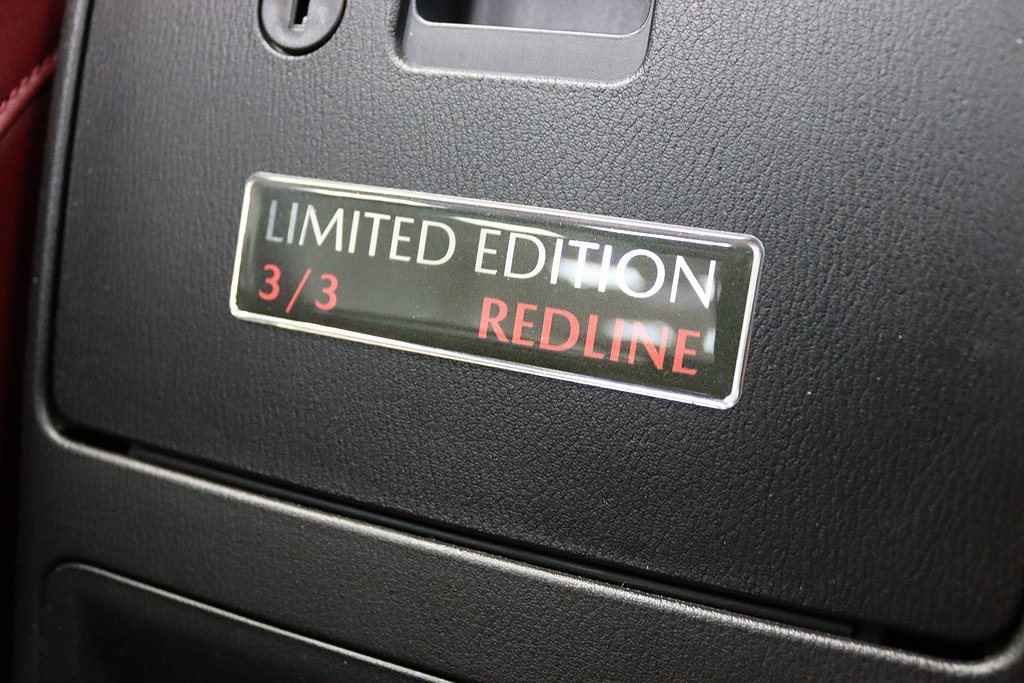 LIMITED EDITION
3/3 REDLINE